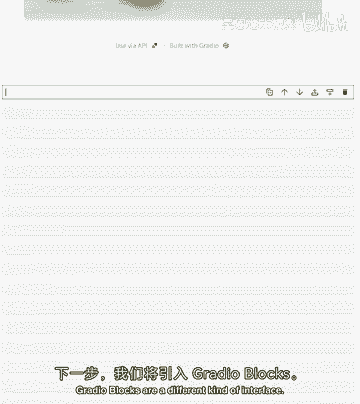 Use via API · Built with Gradio
下一步，我们将引入 Gradio Blocks。
Gradio Blocks are a different kind of interface.